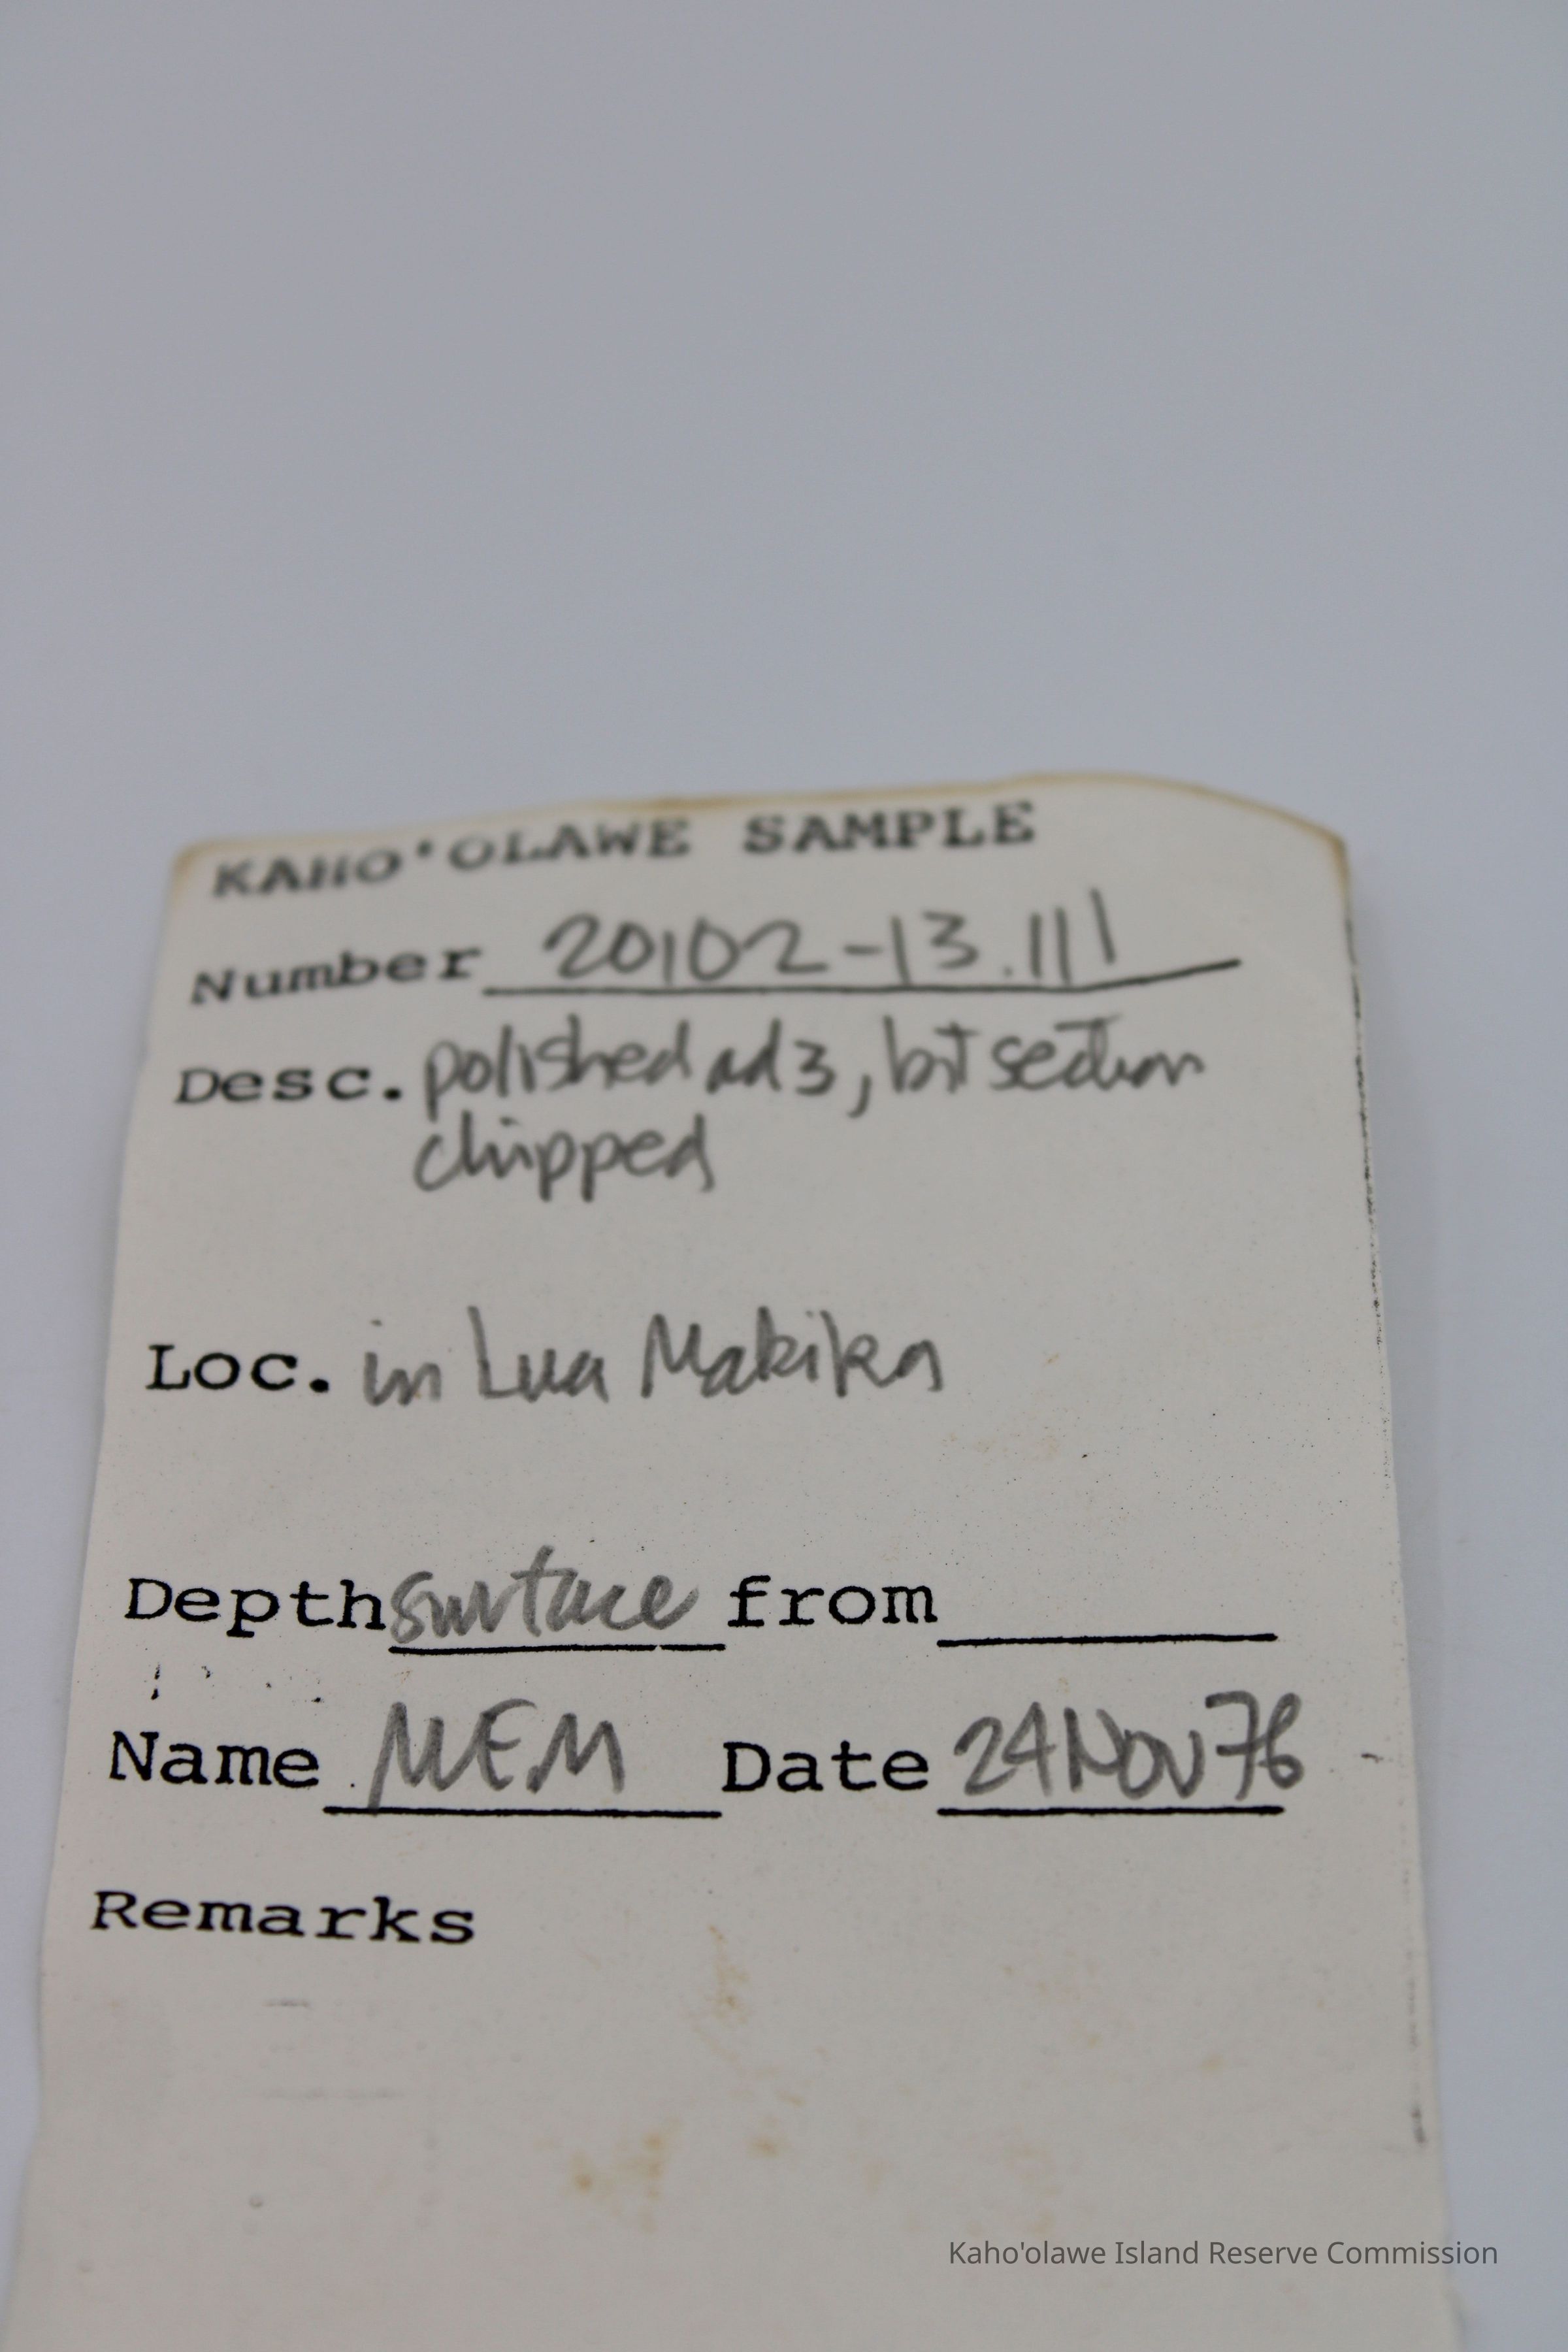 KAHO'OLAWE SAMPLE
Number 20102-13.111
Desc. polished adz, bit section
chipped
Loc. in Lua Makika
Depth surface from
Name MEM Date 24 Nov 76
Remarks
Kaho'olawe Island Reserve Commission